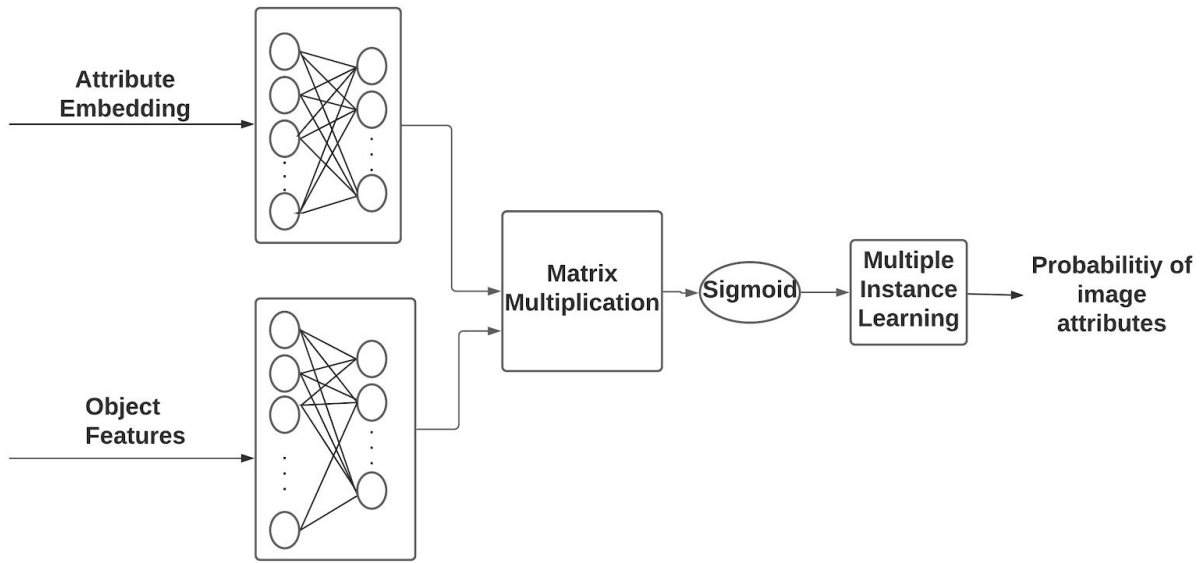 Attribute
Embedding
Object
Features
Matrix
Multiplication
Sigmoid
Multiple
Instance
Learning
Probabilitiy of
image
attributes